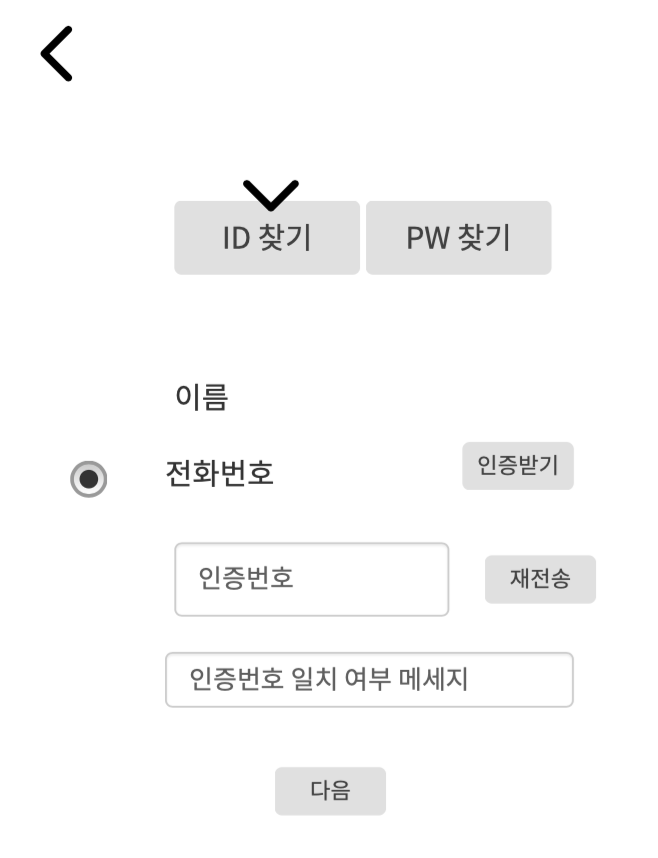 ID 찾기 PW 찾기
이름
전화번호 인증받기
인증번호 재전송
인증번호 일치 여부 메세지
다음